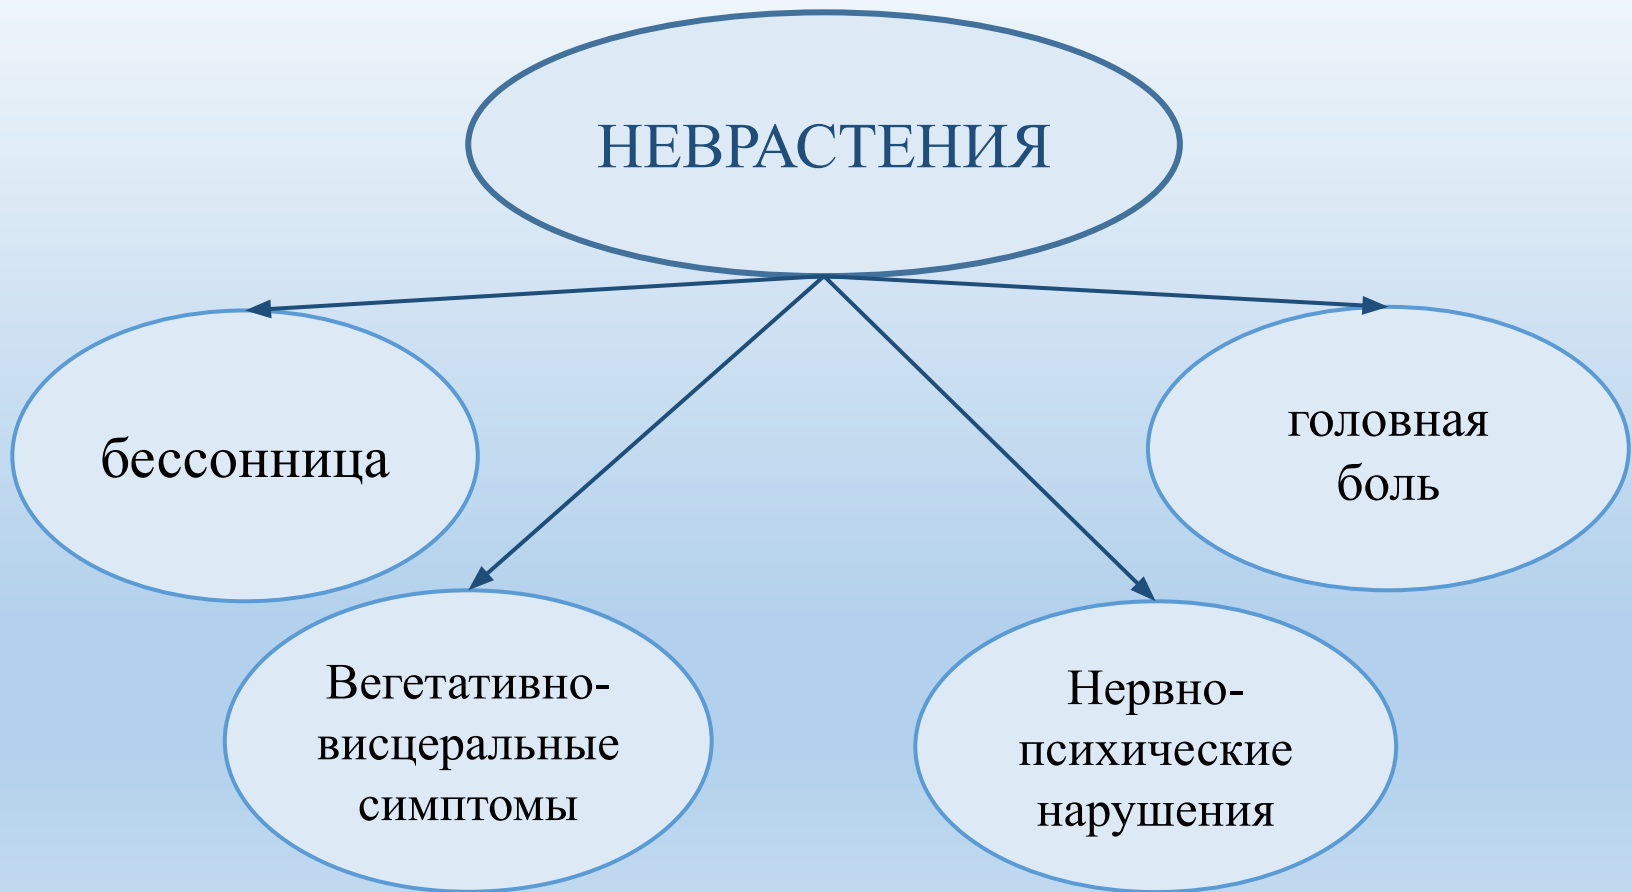 НЕВРАСТЕНИЯ
бессонница
головная
боль
Вегетативно-
висцеральные
симптомы
Нервно-
психические
нарушения